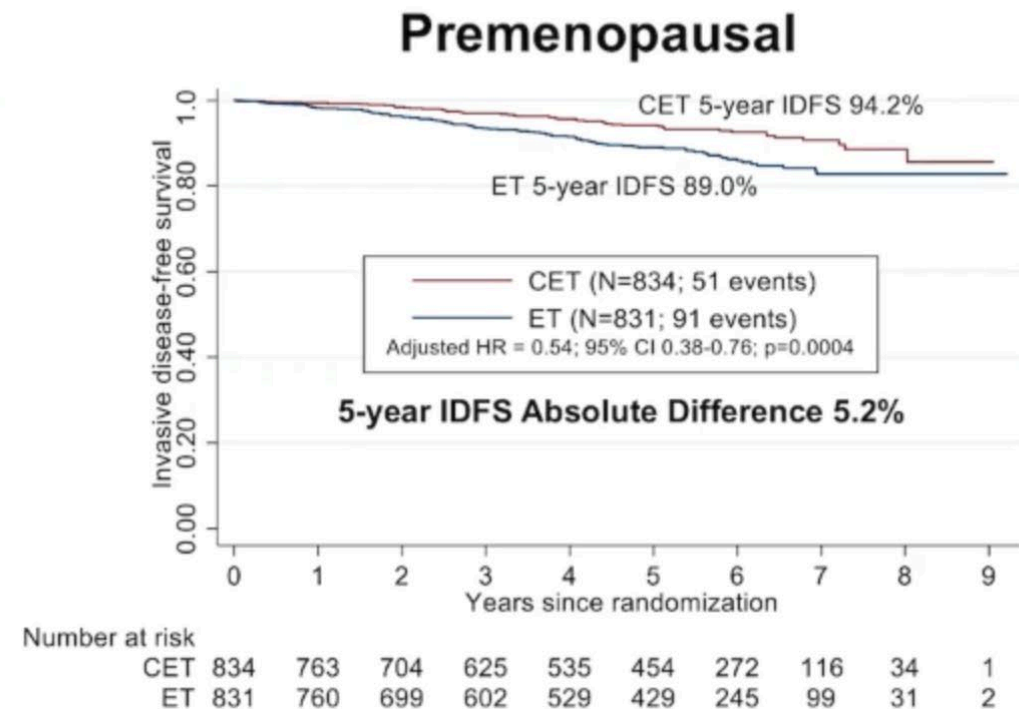 Premenopausal
CET 5-year IDFS 94.2%
ET 5-year IDFS 89.0%
Invasive disease-free survival
1.0
0.80
0.60
0.40
0.20
0.00
CET (N=834; 51 events)
ET (N=831; 91 events)
Adjusted HR = 0.54; 95% CI 0.38-0.76; p=0.0004
5-year IDFS Absolute Difference 5.2%
0 1 2 3 4 5 6 7 8 9
Years since randomization
Number at risk
CET 834 763 704 625 535 454 272 116 34 1
ET 831 760 699 602 529 429 245 99 31 2